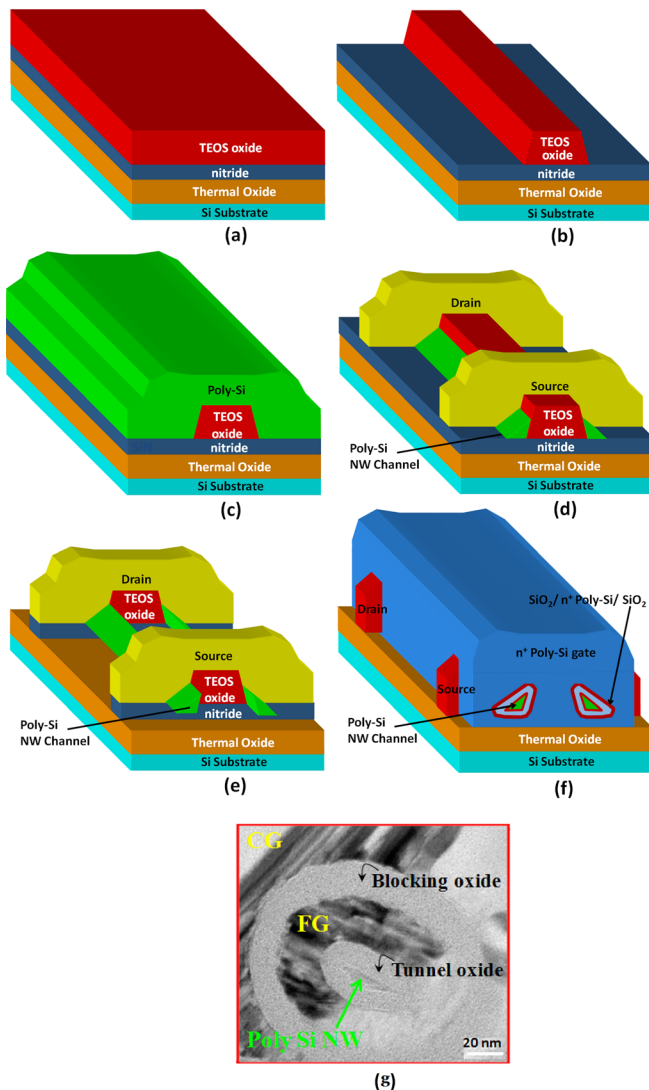 TEOS oxide
nitride
Thermal Oxide
Si Substrate
(a)
TEOS
oxide
nitride
Thermal Oxide
Si Substrate
(b)
Poly-Si
TEOS
oxide
nitride
Thermal Oxide
Si Substrate
(c)
Drain
Source
TEOS
oxide
Poly-Si
NW Channel
nitride
Thermal Oxide
Si Substrate
(d)
Drain
TEOS
oxide
Source
TEOS
oxide
nitride
Poly-Si
NW Channel
Thermal Oxide
Si Substrate
(e)
SiO₂/ n⁺ Poly-Si/ SiO₂
Drain
n⁺ Poly-Si gate
Source
Poly-Si
NW Channel
Thermal Oxide
Si Substrate
(f)
CG
Blocking oxide
FG
Tunnel oxide
Poly Si NW
20 nm
(g)